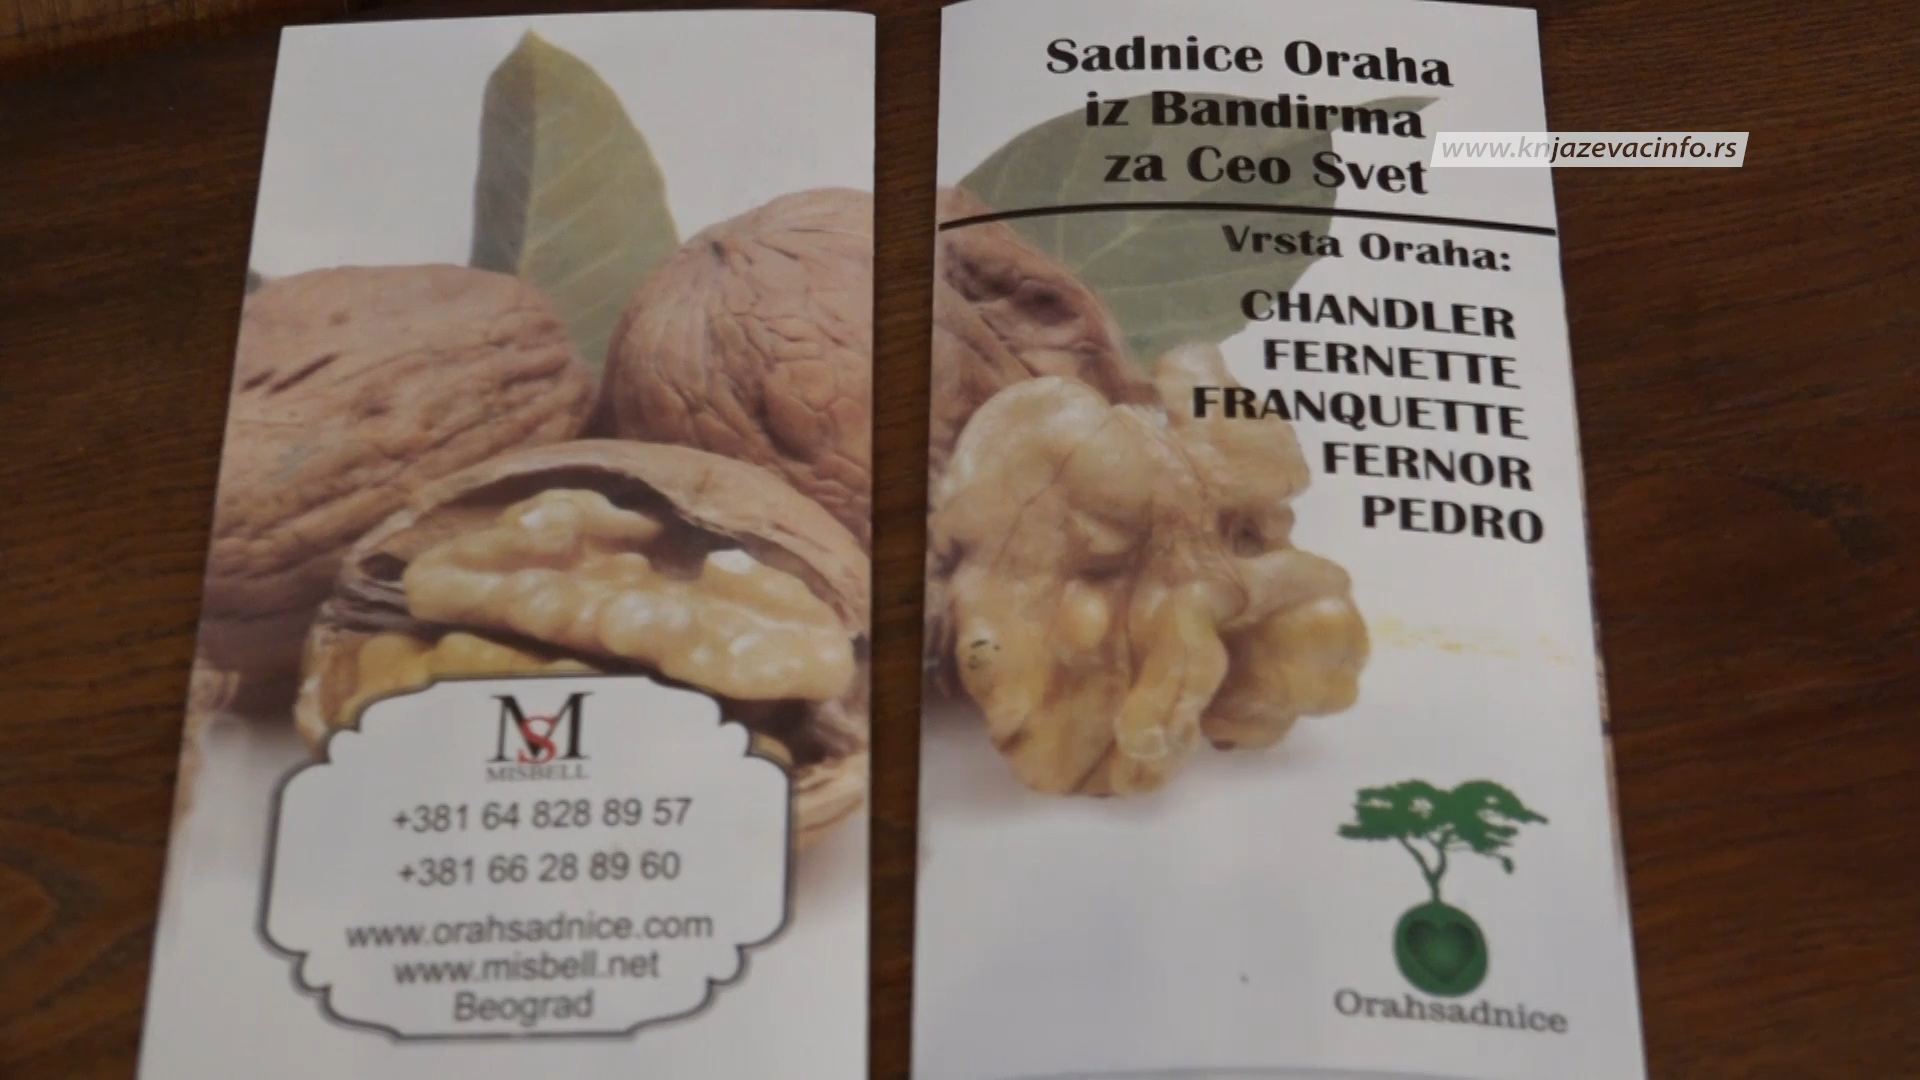 MS
MISBELL
+381 64 828 89 57
+381 66 28 89 60
www.orahsadnice.com
www.misbell.net
Beograd
Sadnice Oraha
iz Bandirma
za Ceo Svet
www.knjazevacinfo.rs
Vrsta Oraha:
CHANDLER
FERNETTE
FRANQUETTE
FERNOR
PEDRO
Orahsadnice